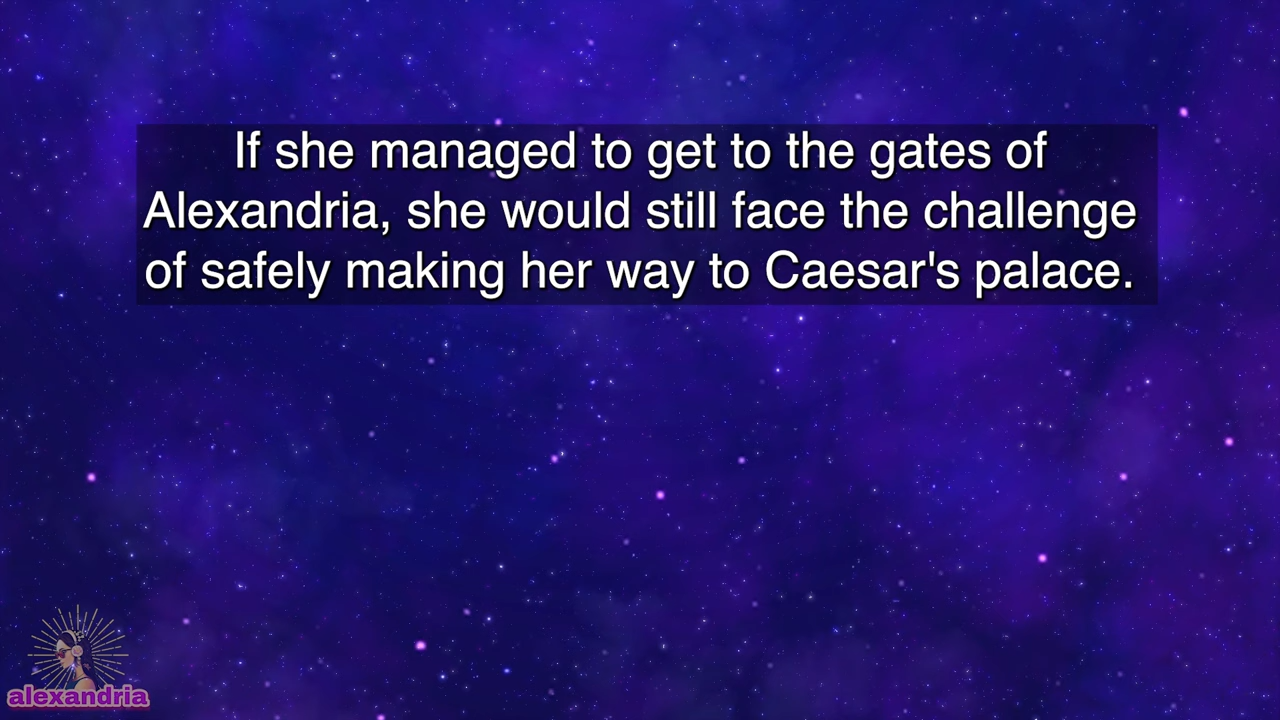 If she managed to get to the gates of
Alexandria, she would still face the challenge
of safely making her way to Caesar's palace.
alexandria